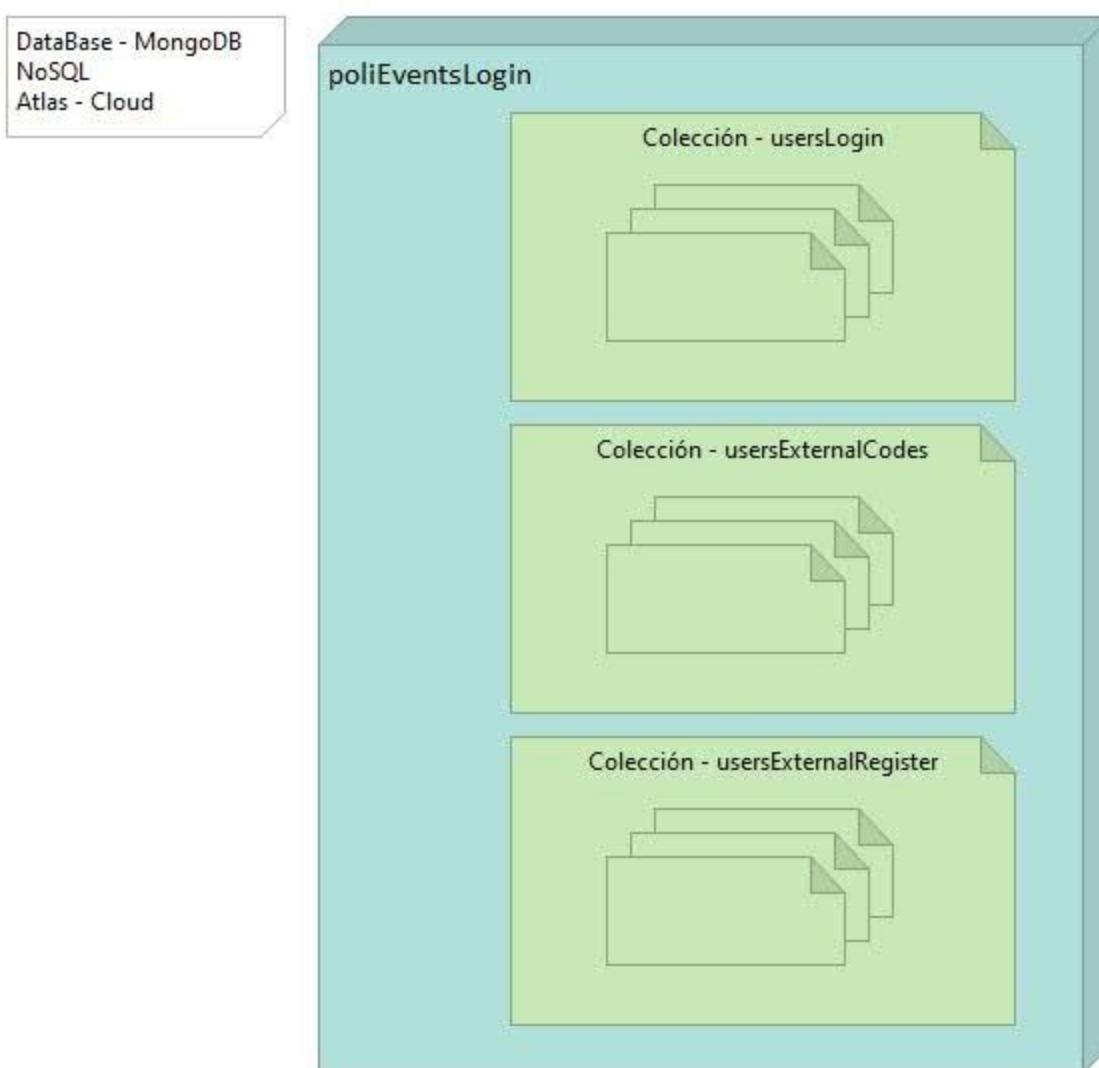 DataBase - MongoDB
NoSQL
Atlas - Cloud
poliEventsLogin
Colección - usersLogin
Colección - usersExternalCodes
Colección - usersExternalRegister